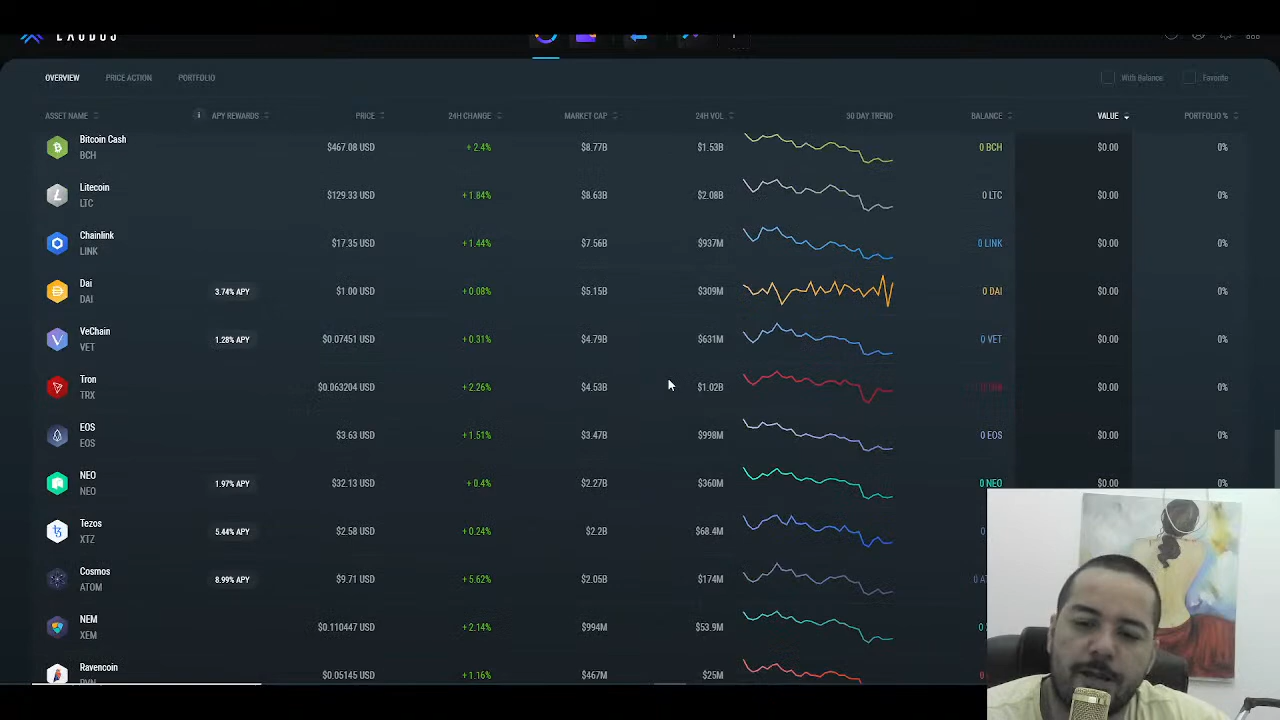 EXODUS
OVERVIEW PRICE ACTION PORTFOLIO With Balance Favorite
ASSET NAME i APY REWARDS PRICE 24H CHANGE MARKET CAP 24H VOL 30 DAY TREND BALANCE VALUE PORTFOLIO %
Bitcoin Cash
BCH $467.08 USD + 2.4% $8.77B $1.53B 0 BCH $0.00 0%
Litecoin
LTC $129.33 USD + 1.84% $8.63B $2.08B 0 LTC $0.00 0%
Chainlink
LINK $17.35 USD + 1.44% $7.56B $937M 0 LINK $0.00 0%
Dai
DAI 3.74% APY $1.00 USD + 0.08% $5.15B $309M 0 DAI $0.00 0%
VeChain
VET 1.28% APY $0.07451 USD + 0.31% $4.79B $631M 0 VET $0.00 0%
Tron
TRX $0.063204 USD + 2.26% $4.53B $1.02B $0.00 0%
EOS
EOS $3.63 USD + 1.51% $3.47B $998M 0 EOS $0.00 0%
NEO
NEO 1.97% APY $32.13 USD + 0.4% $2.27B $360M 0 NEO $0.00 0%
Tezos
XTZ 5.44% APY $2.58 USD + 0.24% $2.2B $68.4M 0
Cosmos
ATOM 8.99% APY $9.71 USD + 5.62% $2.05B $174M 0
NEM
XEM $0.110447 USD + 2.14% $994M $53.9M 0
Ravencoin
RVN $0.05145 USD + 1.16% $467M $25M